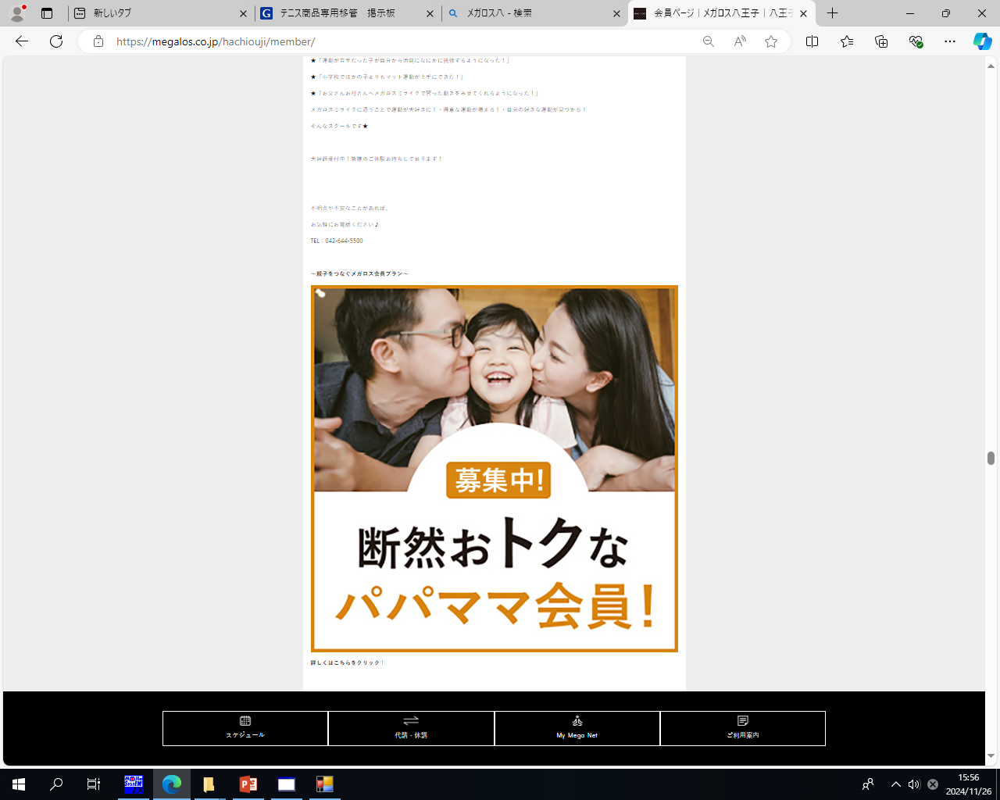 新しいタブ
テニス商品専用移管 掲示板
メガロス八 - 検索
会員ページ | メガロス八王子 | 八王子
https://megalos.co.jp/hachiouji/member/
★「運動が苦手だった子が自分から活発になにかに挑戦するようになった！」
★「小学校でほかの子よりもマット運動が上手にできた！」
★「お父さんお母さんへメガロスミライクで習った動きをみせてくれるようになった！」
メガロスミライクに通うことで運動が大好きに！・得意な運動が増える！・自分の好きな運動が見つかる！
そんなスクールです★
大好評受付中！皆様のご体験お待ちしております！
不明点や不安なことがあれば、
お気軽にお電話ください♪
TEL：042-644-5500
～親子をつなぐメガロス会員プラン～
募集中!
断然おトクな
パパママ会員!
詳しくはこちらをクリック！
スケジュール
代講・休講
My Mega Net
ご利用案内
15:56
2024/11/26